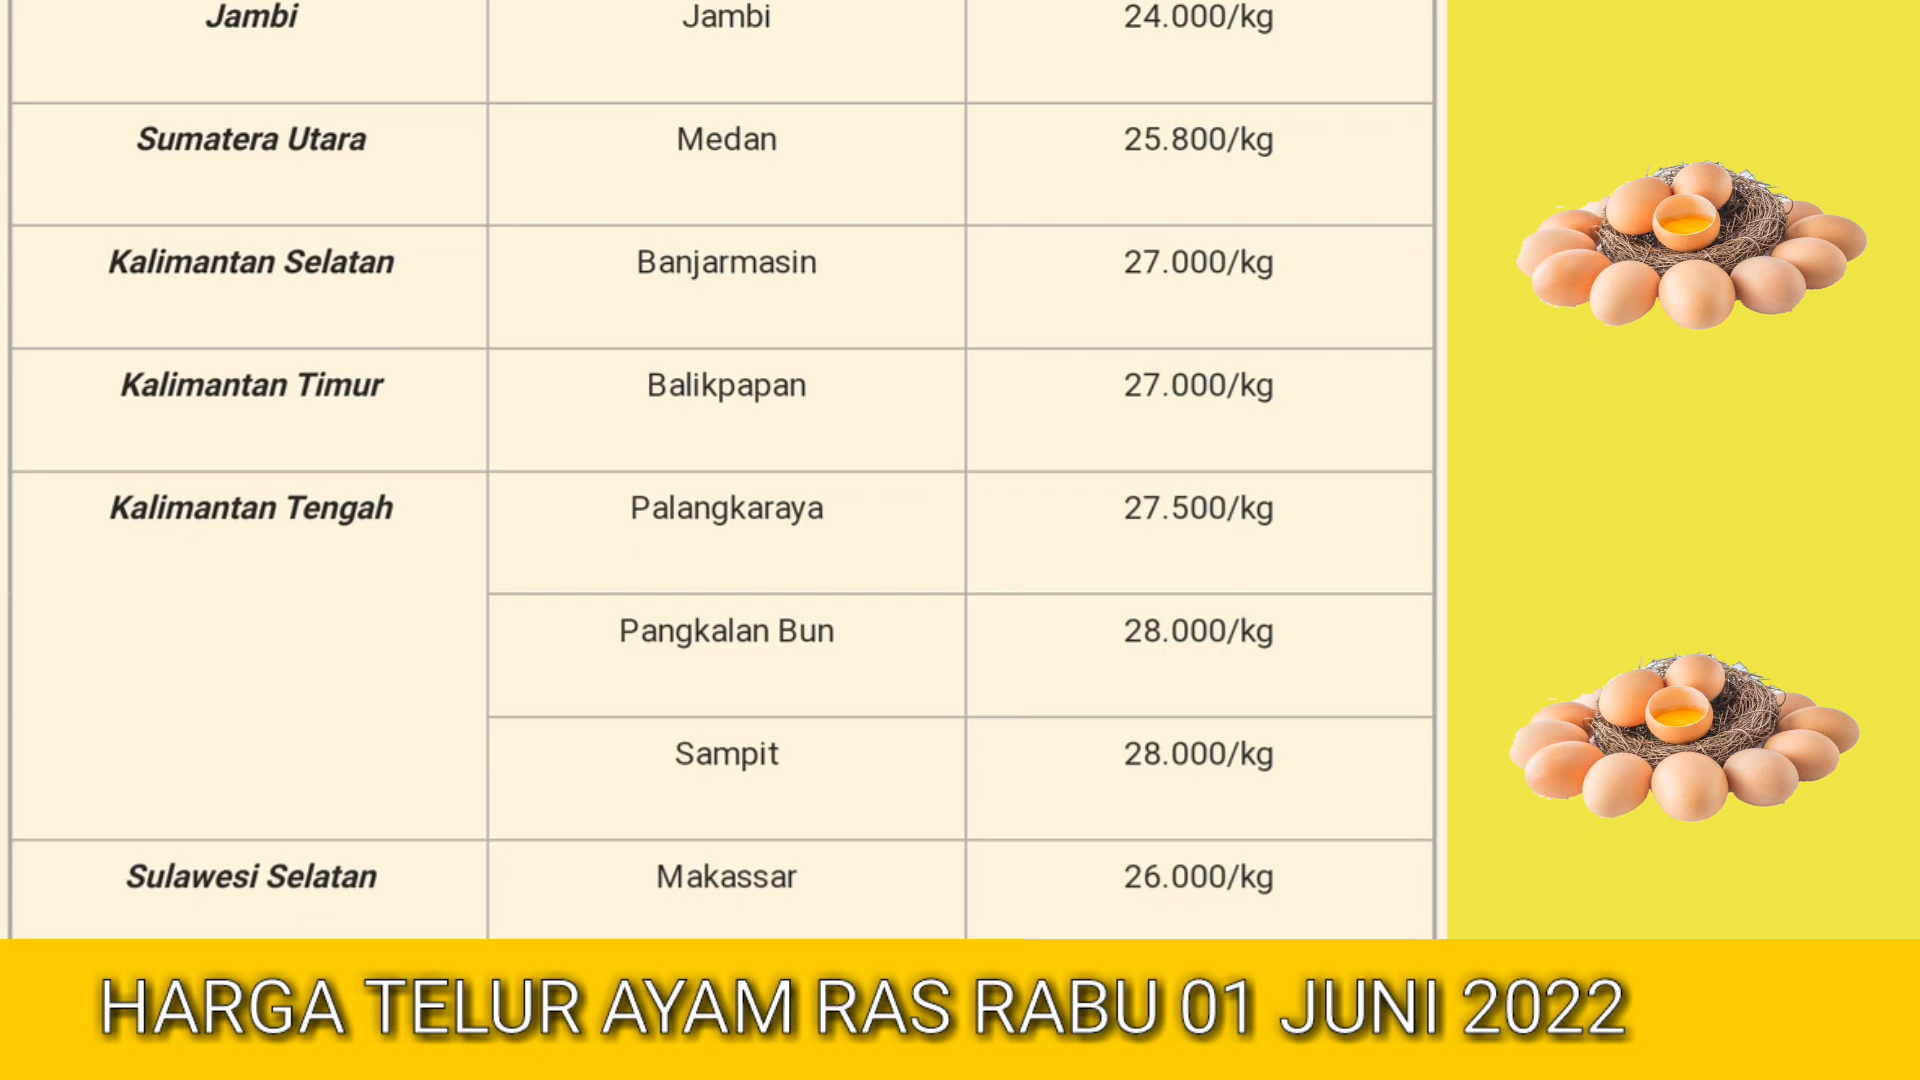 Jambi Jambi 24.000/kg
Sumatera Utara Medan 25.800/kg
Kalimantan Selatan Banjarmasin 27.000/kg
Kalimantan Timur Balikpapan 27.000/kg
Kalimantan Tengah Palangkaraya 27.500/kg
Pangkalan Bun 28.000/kg
Sampit 28.000/kg
Sulawesi Selatan Makassar 26.000/kg
HARGA TELUR AYAM RAS RABU 01 JUNI 2022